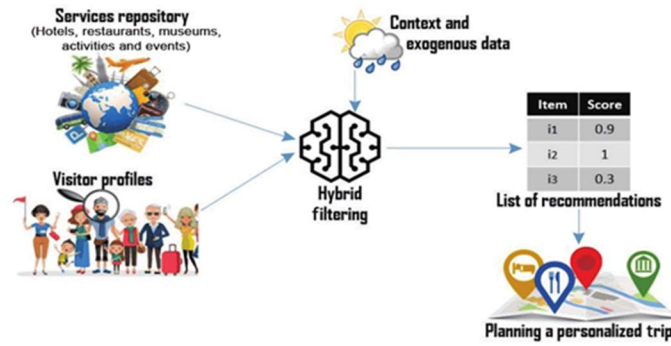 Services repository
(Hotels, restaurants, museums,
activities and events)
Context and
exogenous data
Visitor profiles
Hybrid
filtering
Item Score
i1 0.9
i2 1
i3 0.3
List of recommendations
Planning a personalized trip